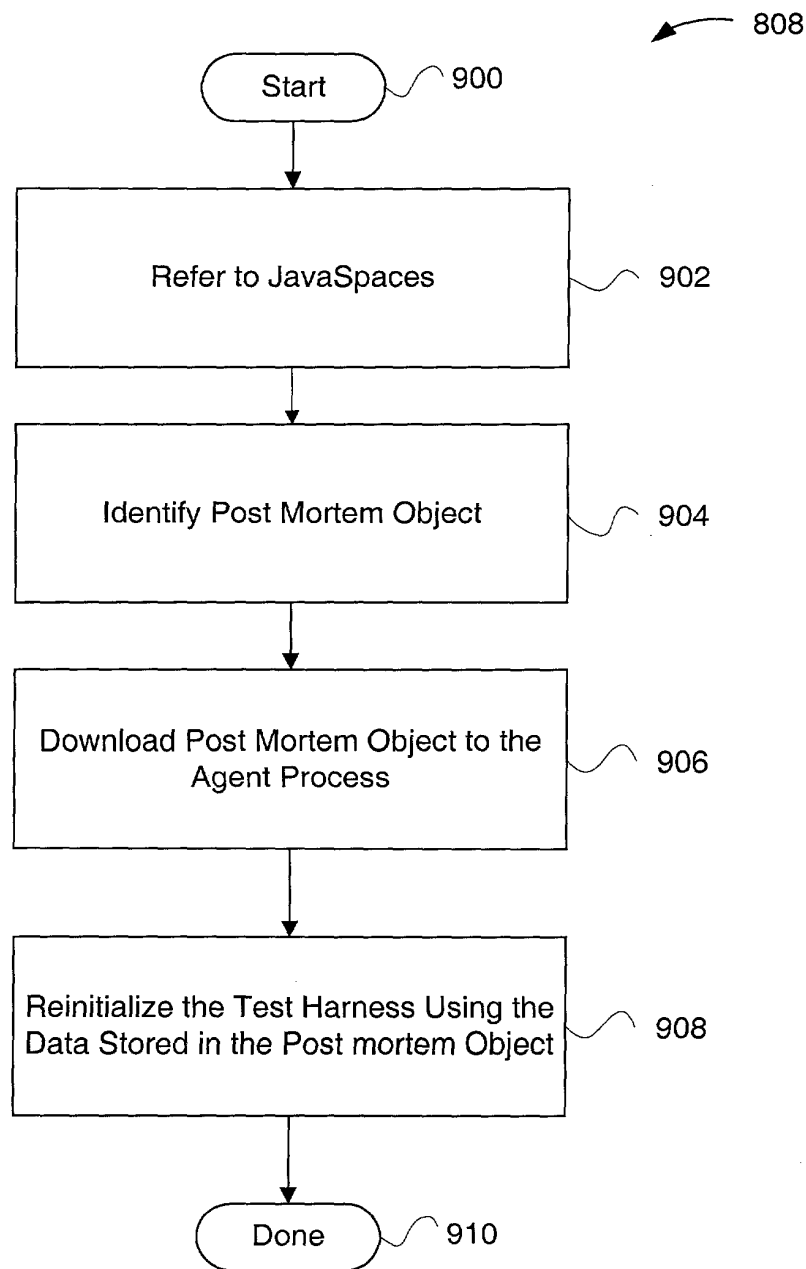 808
Start
900
Refer to JavaSpaces
902
Identify Post Mortem Object
904
Download Post Mortem Object to the
Agent Process
906
Reinitialize the Test Harness Using the
Data Stored in the Post mortem Object
908
Done
910